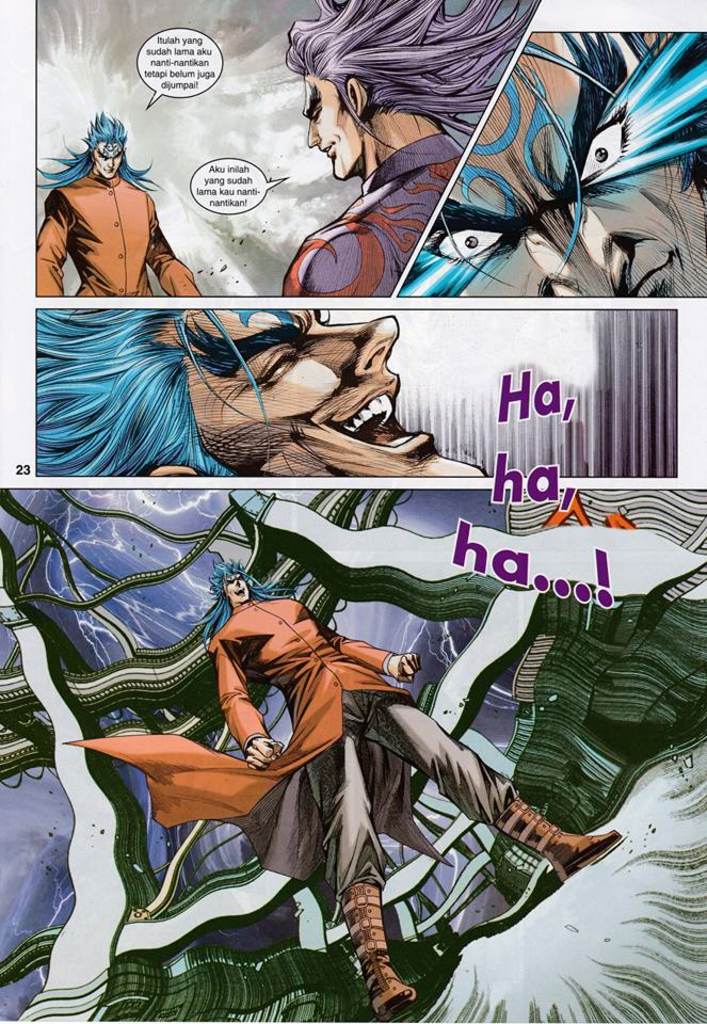 Itulah yang
sudah lama aku
nanti-nantikan
tetapi belum juga
dijumpai!
Aku inilah
yang sudah
lama kau nanti-
nantikan!
23
Ha,
ha,
ha...!